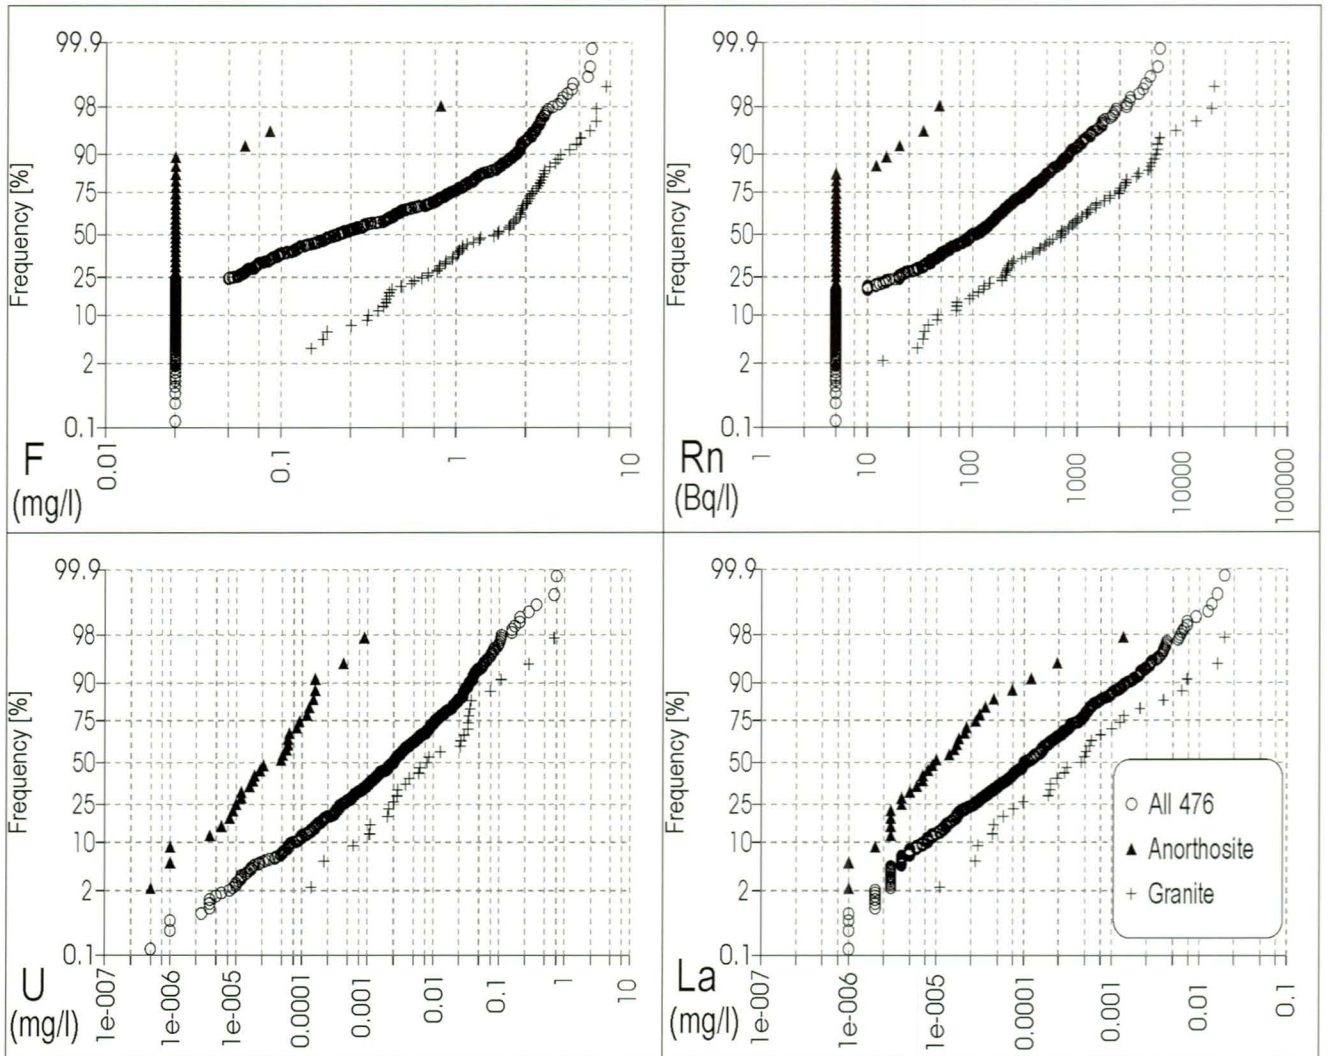 99.9
98
90
75
50
25
10
2
0.1
Frequency [%]
F
(mg/l)
0.01
0.1
1
10
99.9
98
90
75
50
25
10
2
0.1
Frequency [%]
Rn
(Bq/l)
1
10
100
1000
10000
100000
99.9
98
90
75
50
25
10
2
0.1
Frequency [%]
U
(mg/l)
1e-007
1e-006
1e-005
0.0001
0.001
0.01
0.1
1
10
99.9
98
90
75
50
25
10
2
0.1
Frequency [%]
La
(mg/l)
1e-007
1e-006
1e-005
0.0001
0.001
0.01
0.1
All 476
Anorthosite
Granite